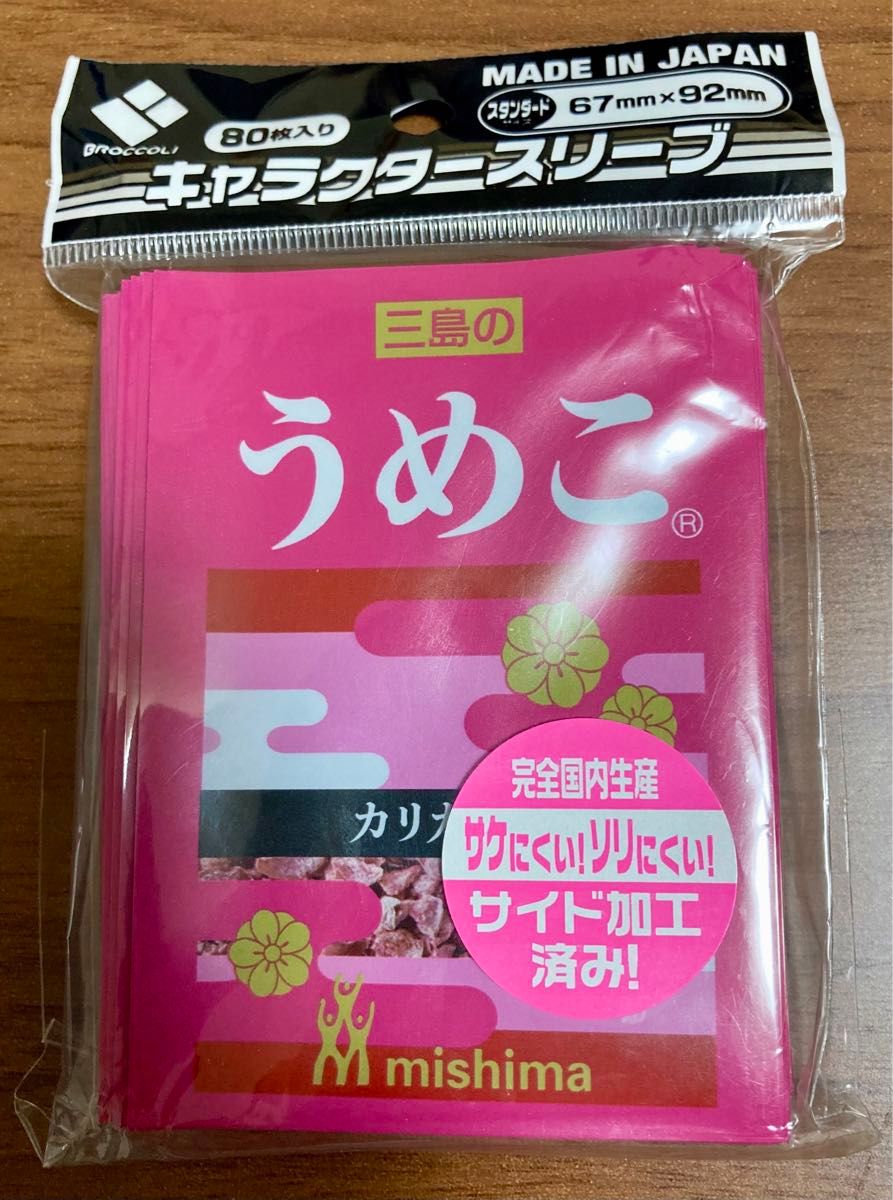 MADE IN JAPAN
BROCCOLI
80枚入り
スタンダード
67mm×92mm
キャラクタースリーブ
三島の
うめこ®
カリカ
完全国内生産
サケにくい!ソリにくい!
サイド加工
済み!
mishima